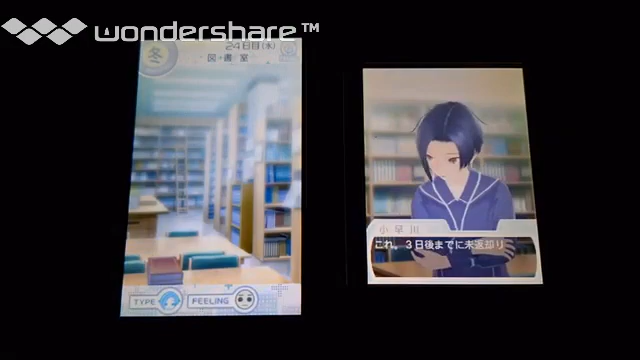 wondershare™
冬
24日目(水)
図書室
小早川
これ。3日後までに未返却リ
TYPE
FEELING